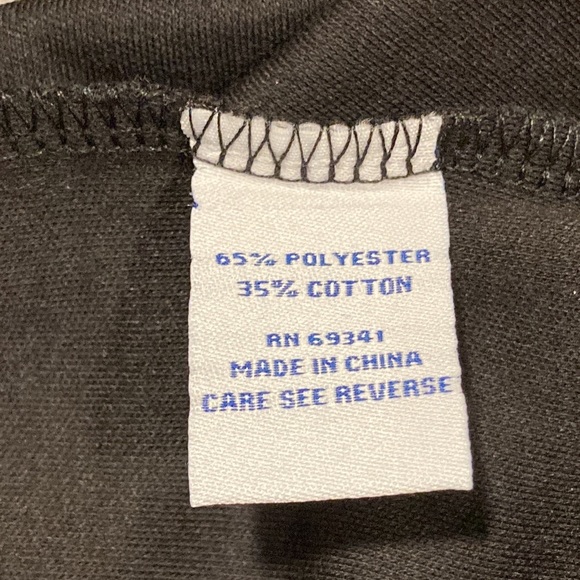 65% POLYESTER
35% COTTON
RN 69341
MADE IN CHINA
CARE SEE REVERSE